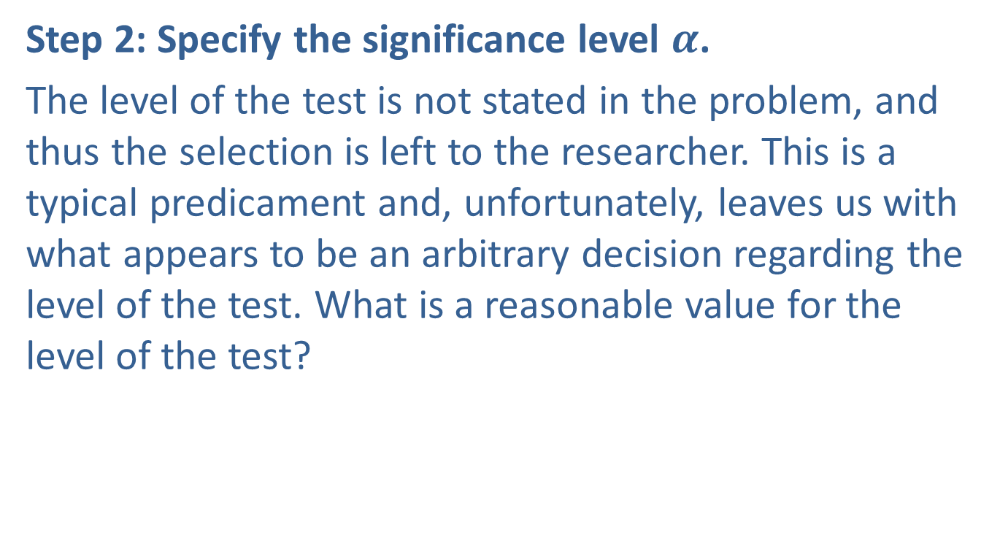 Step 2: Specify the significance level α.
The level of the test is not stated in the problem, and
thus the selection is left to the researcher. This is a
typical predicament and, unfortunately, leaves us with
what appears to be an arbitrary decision regarding the
level of the test. What is a reasonable value for the
level of the test?